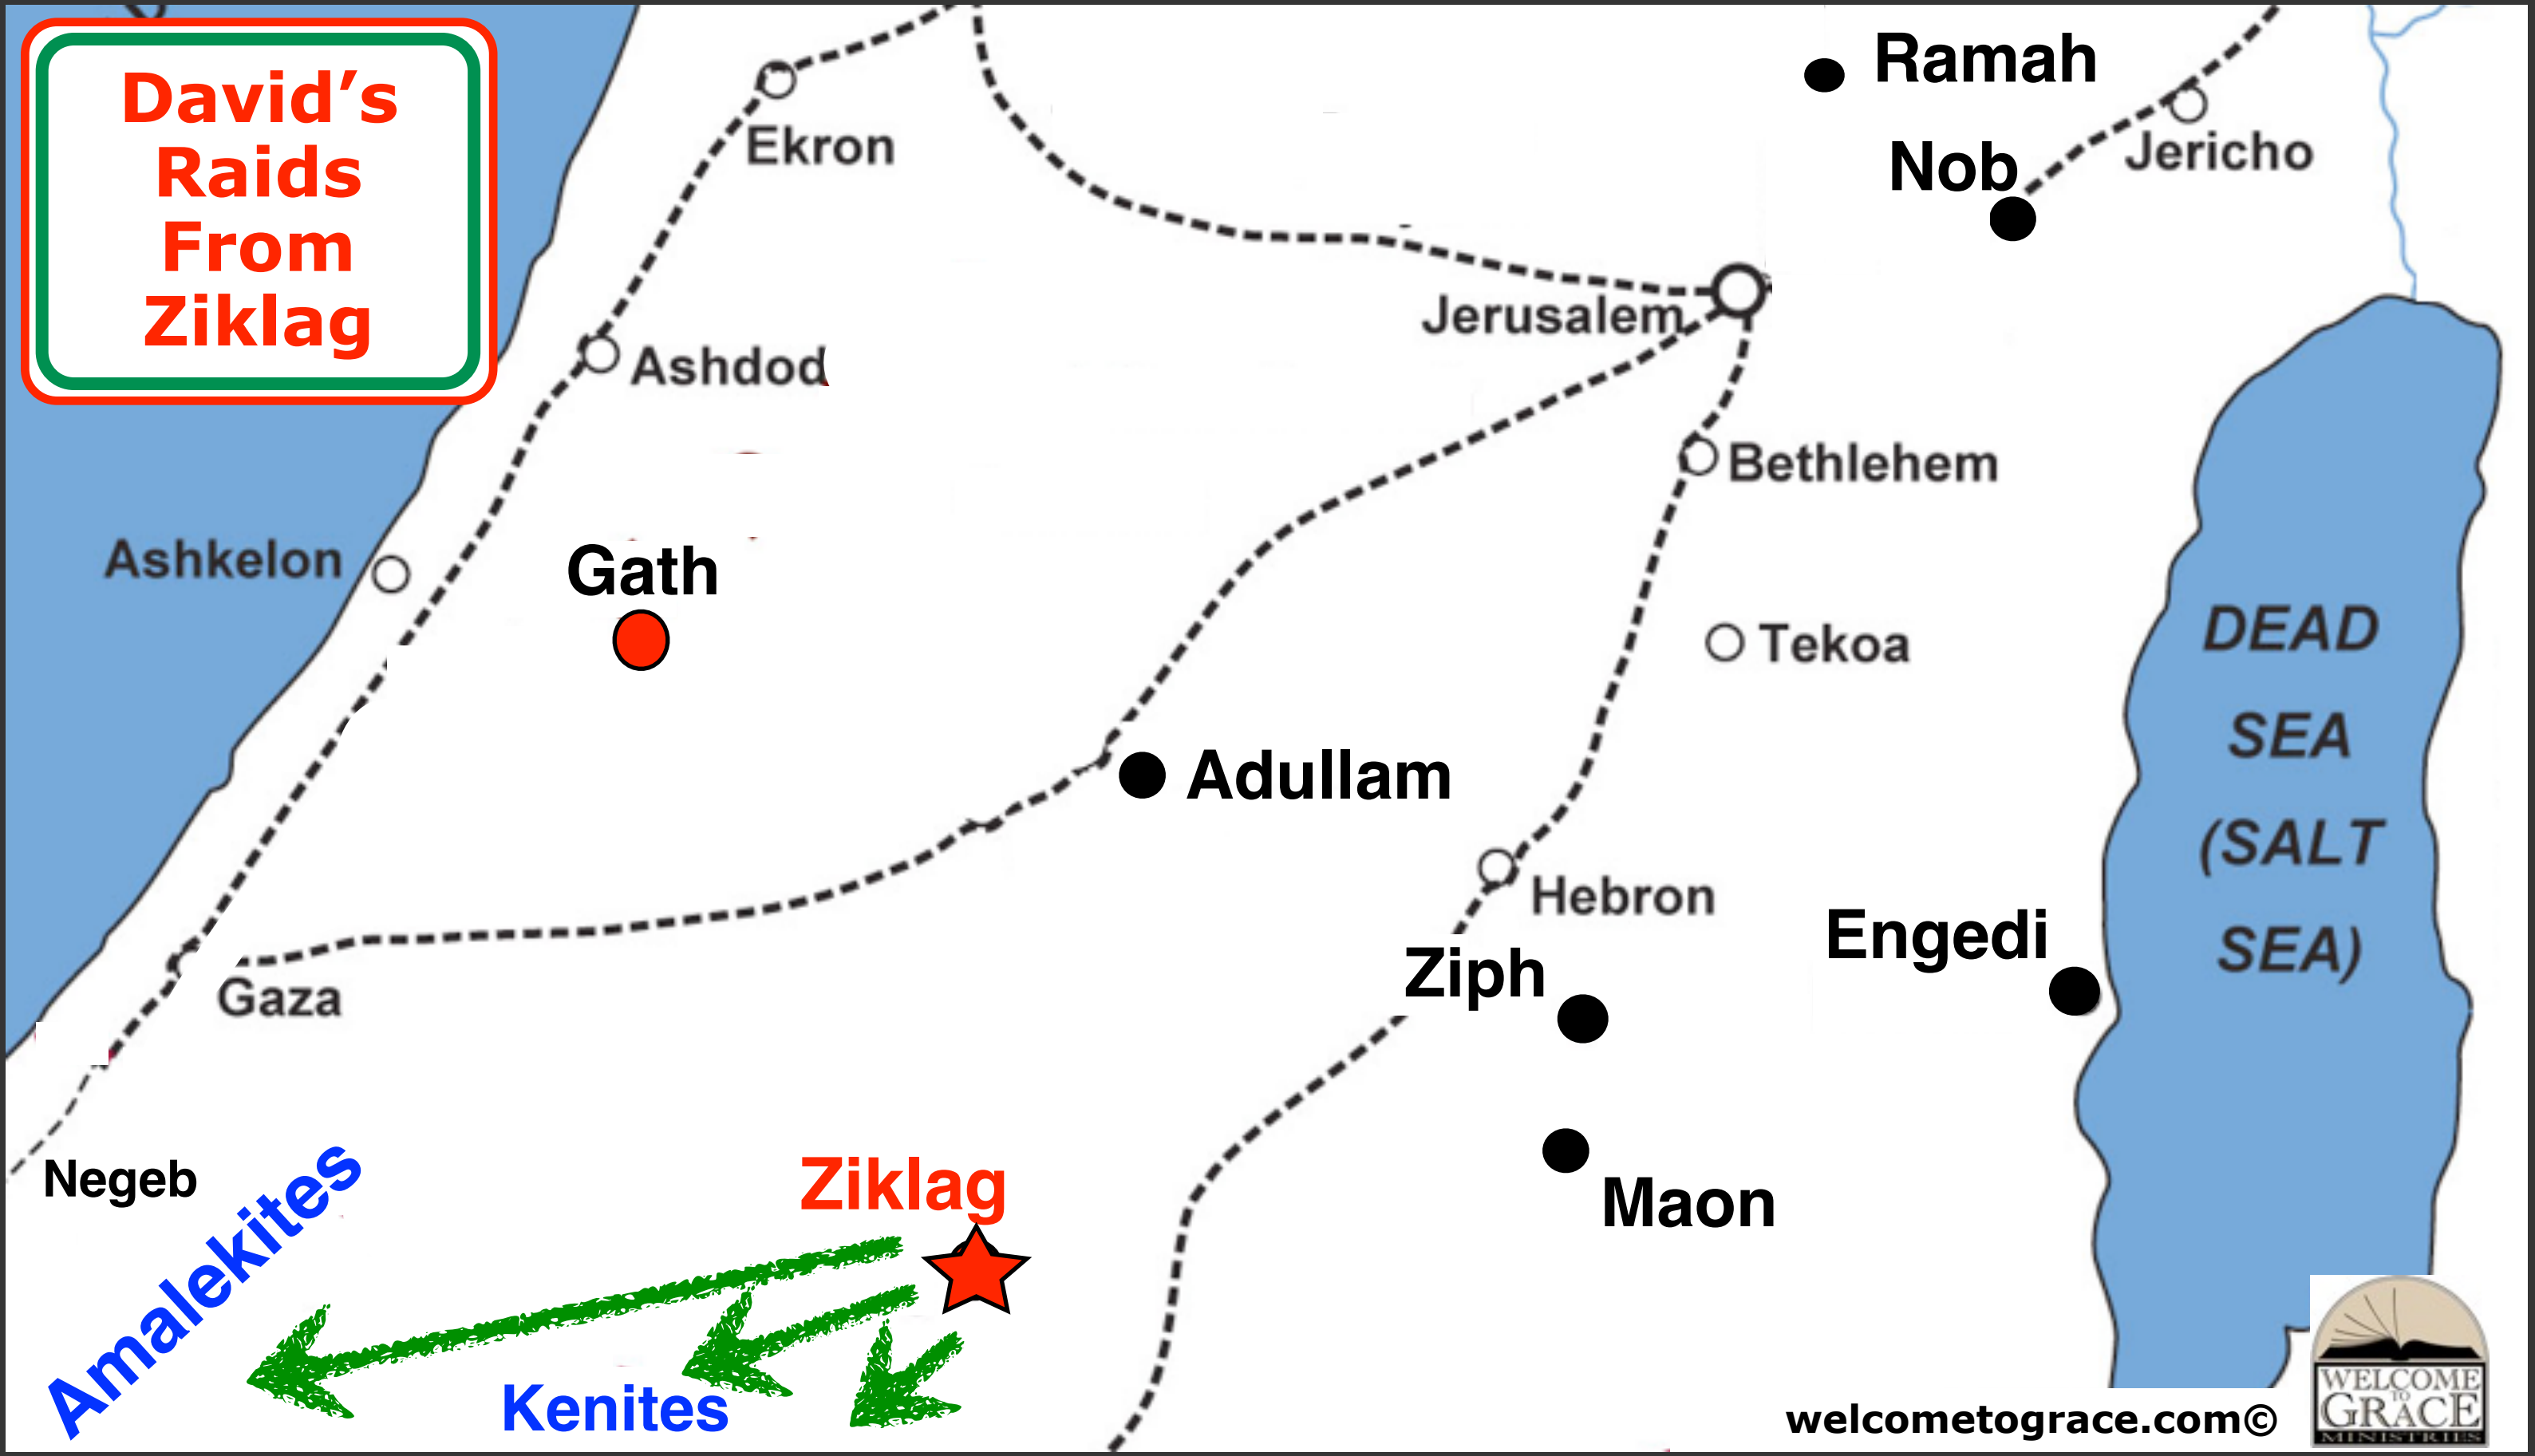 David’s
Raids
From
Ziklag
Ramah
Ekron
Nob
Jericho
Jerusalem
Ashdod
Bethlehem
Ashkelon
Gath
Tekoa
DEAD
SEA
(SALT
SEA)
Adullam
Hebron
Engedi
Ziph
Gaza
Negeb
Amalekites
Ziklag
Maon
Kenites
welcometograce.com©
WELCOME
TO
GRACE
MINISTRIES